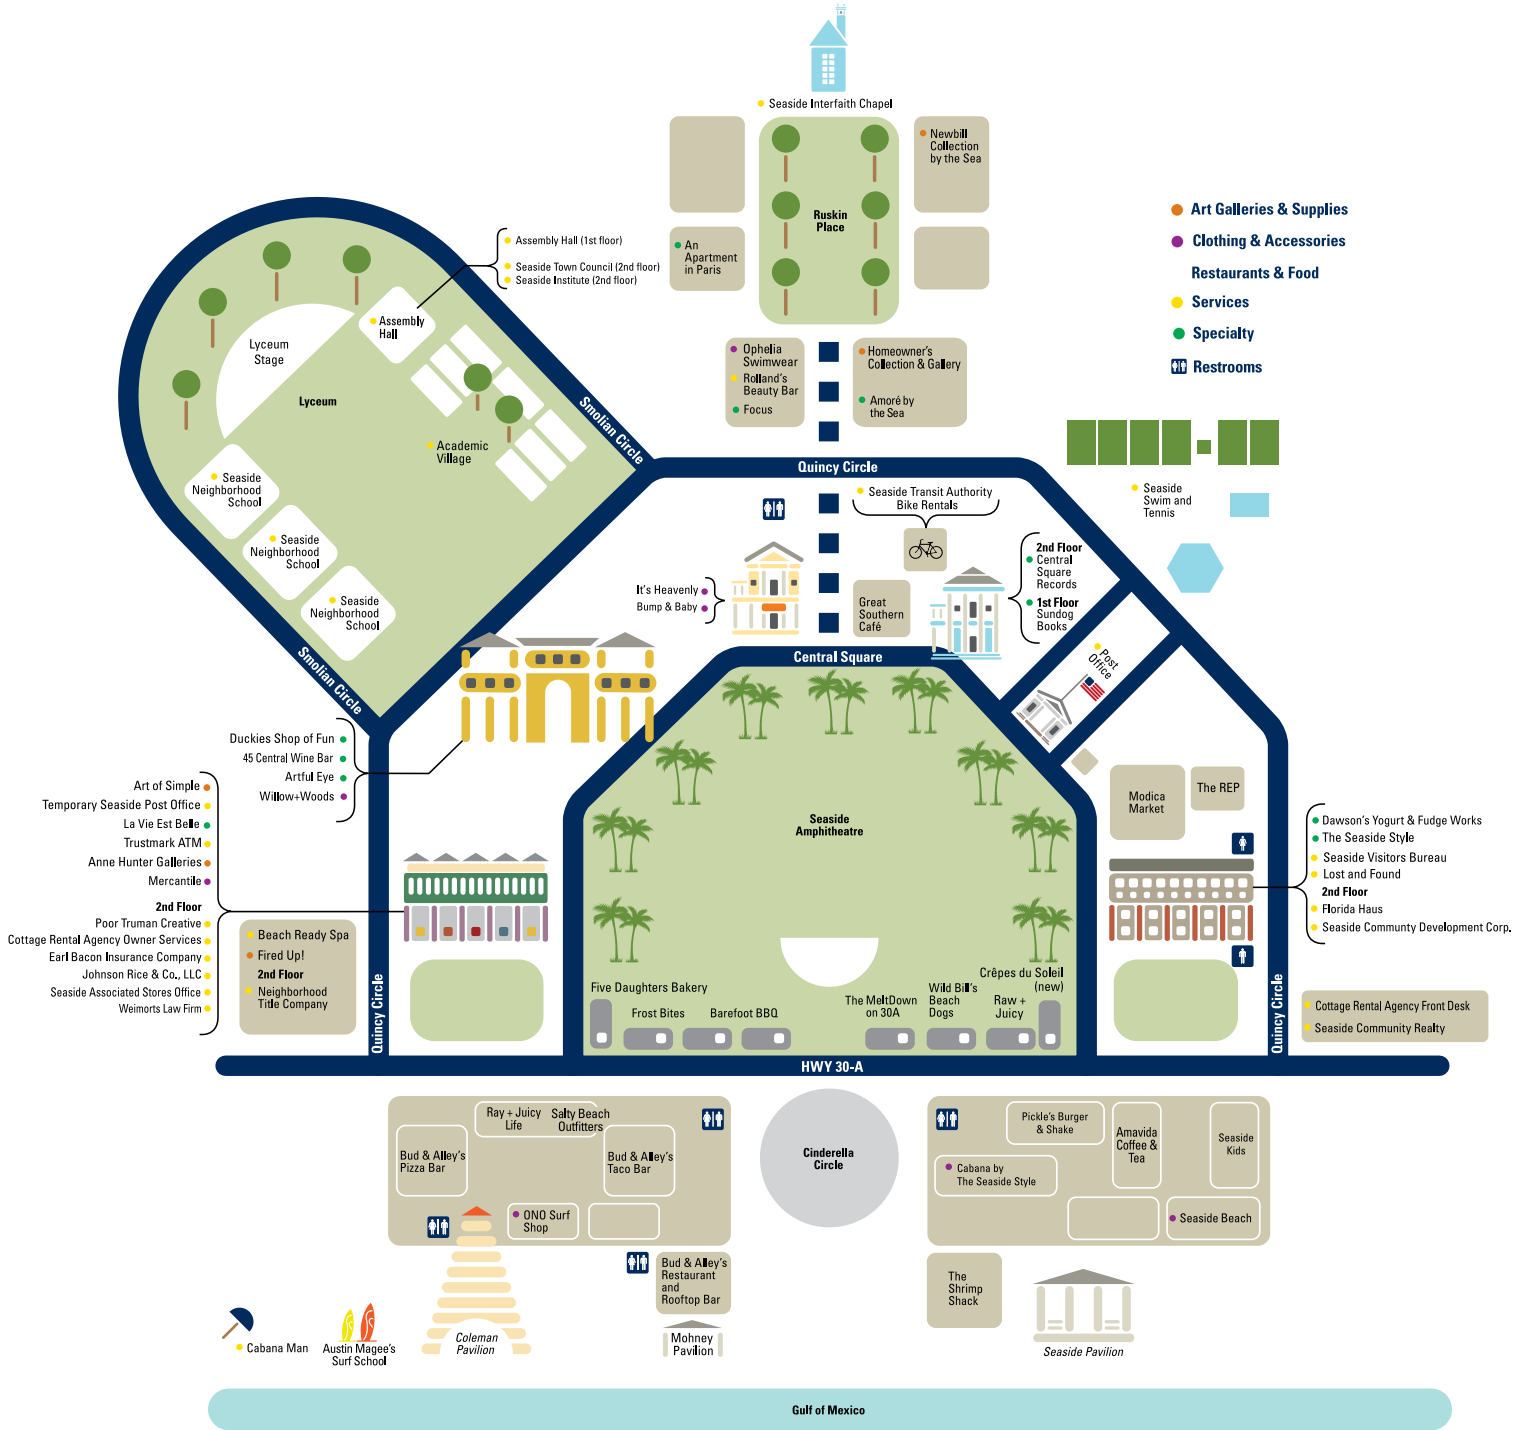 Seaside Interfaith Chapel
Newbill
Collection
by the Sea
Ruskin
Place
An
Apartment
in Paris
Art Galleries & Supplies
Clothing & Accessories
Restaurants & Food
Services
Specialty
Restrooms
Assembly Hall (1st floor)
Seaside Town Council (2nd floor)
Seaside Institute (2nd floor)
Assembly
Hall
Lyceum
Stage
Lyceum
Ophelia
Swimwear
Rolland's
Beauty Bar
Focus
Homeowner's
Collection & Gallery
Amoré by
the Sea
Smolian Circle
Academic
Village
Seaside
Neighborhood
School
Seaside
Neighborhood
School
Seaside
Neighborhood
School
Smolian Circle
Quincy Circle
Seaside Transit Authority
Bike Rentals
Seaside
Swim and
Tennis
2nd Floor
Central
Square
Records
1st Floor
Sundog
Books
It's Heavenly
Bump & Baby
Great
Southern
Café
Central Square
Post
Office
Duckies Shop of Fun
45 Central Wine Bar
Artful Eye
Willow+Woods
Art of Simple
Temporary Seaside Post Office
La Vie Est Belle
Trustmark ATM
Anne Hunter Galleries
Mercantile
2nd Floor
Poor Truman Creative
Cottage Rental Agency Owner Services
Earl Bacon Insurance Company
Johnson Rice & Co., LLC
Seaside Associated Stores Office
Weimorts Law Firm
Beach Ready Spa
Fired Up!
2nd Floor
Neighborhood
Title Company
Quincy Circle
Seaside
Amphitheatre
Modica
Market
The REP
Dawson's Yogurt & Fudge Works
The Seaside Style
Seaside Visitors Bureau
Lost and Found
2nd Floor
Florida Haus
Seaside Communty Development Corp.
Quincy Circle
Cottage Rental Agency Front Desk
Seaside Community Realty
Five Daughters Bakery
Frost Bites
Barefoot BBQ
The MeltDown
on 30A
Wild Bill's
Beach
Dogs
Raw +
Juicy
Crêpes du Soleil
(new)
HWY 30-A
Ray + Juicy
Life
Salty Beach
Outfitters
Bud & Alley's
Pizza Bar
Bud & Alley's
Taco Bar
ONO Surf
Shop
Cinderella
Circle
Pickle's Burger
& Shake
Amavida
Coffee &
Tea
Seaside
Kids
Cabana by
The Seaside Style
Seaside Beach
Bud & Alley's
Restaurant
and
Rooftop Bar
The
Shrimp
Shack
Cabana Man
Austin Magee's
Surf School
Coleman
Pavilion
Mohney
Pavilion
Seaside Pavilion
Gulf of Mexico